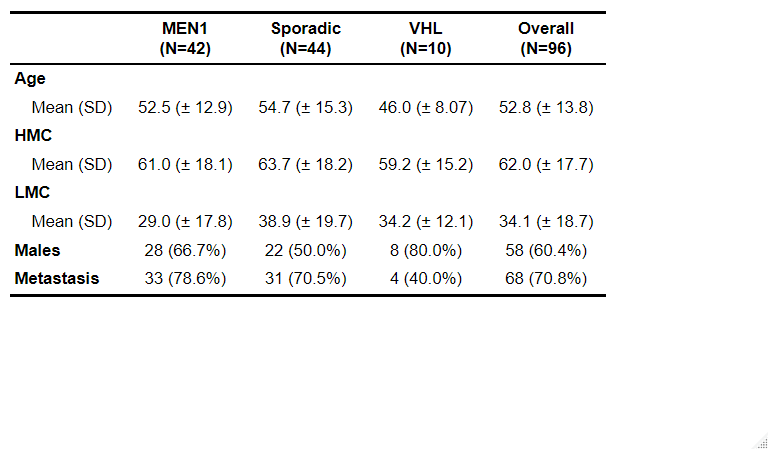 MEN1 Sporadic VHL Overall
(N=42) (N=44) (N=10) (N=96)
Age
Mean (SD) 52.5 (± 12.9) 54.7 (± 15.3) 46.0 (± 8.07) 52.8 (± 13.8)
HMC
Mean (SD) 61.0 (± 18.1) 63.7 (± 18.2) 59.2 (± 15.2) 62.0 (± 17.7)
LMC
Mean (SD) 29.0 (± 17.8) 38.9 (± 19.7) 34.2 (± 12.1) 34.1 (± 18.7)
Males 28 (66.7%) 22 (50.0%) 8 (80.0%) 58 (60.4%)
Metastasis 33 (78.6%) 31 (70.5%) 4 (40.0%) 68 (70.8%)